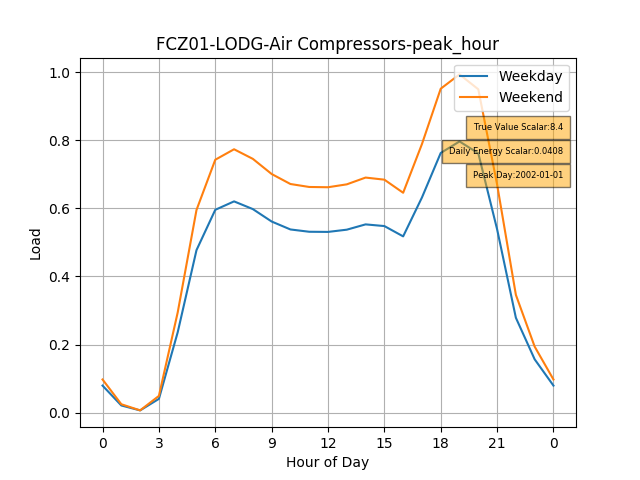 FCZ01-LODG-Air Compressors-peak_hour
Load
1.0
0.8
0.6
0.4
0.2
0.0
Weekday
Weekend
True Value Scalar:8.4
Daily Energy Scalar:0.0408
Peak Day:2002-01-01
0 3 6 9 12 15 18 21 0
Hour of Day